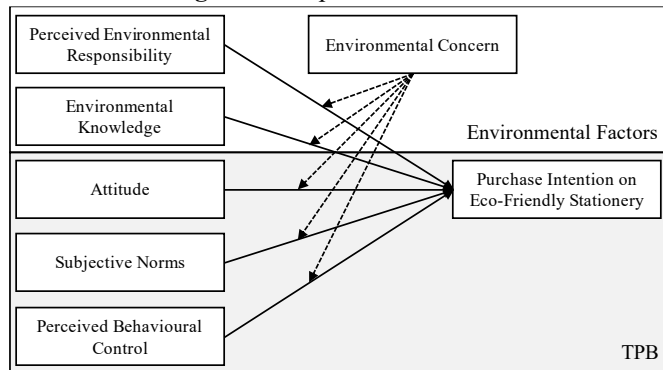 Perceived Environmental
Responsibility
Environmental Concern
Environmental
Knowledge
Environmental Factors
Attitude
Purchase Intention on
Eco-Friendly Stationery
Subjective Norms
Perceived Behavioural
Control
TPB